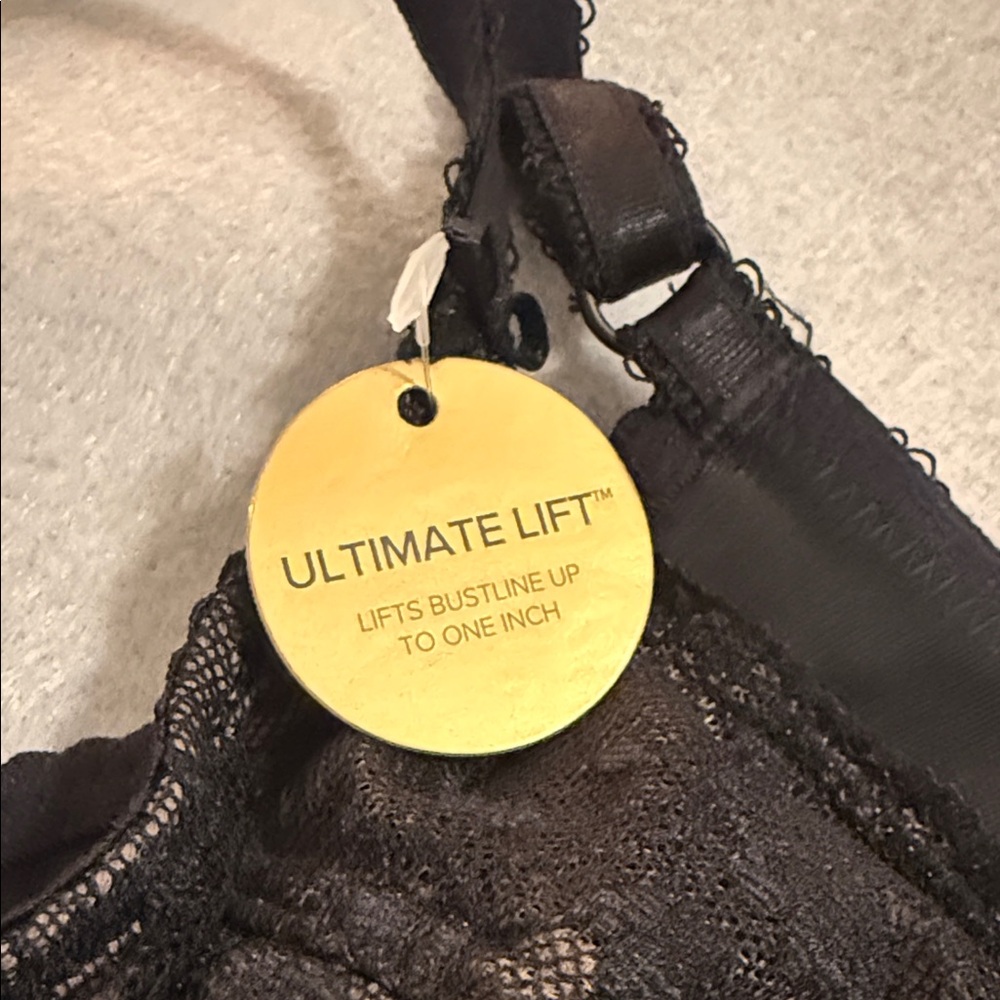 ULTIMATE LIFT™
LIFTS BUSTLINE UP
TO ONE INCH